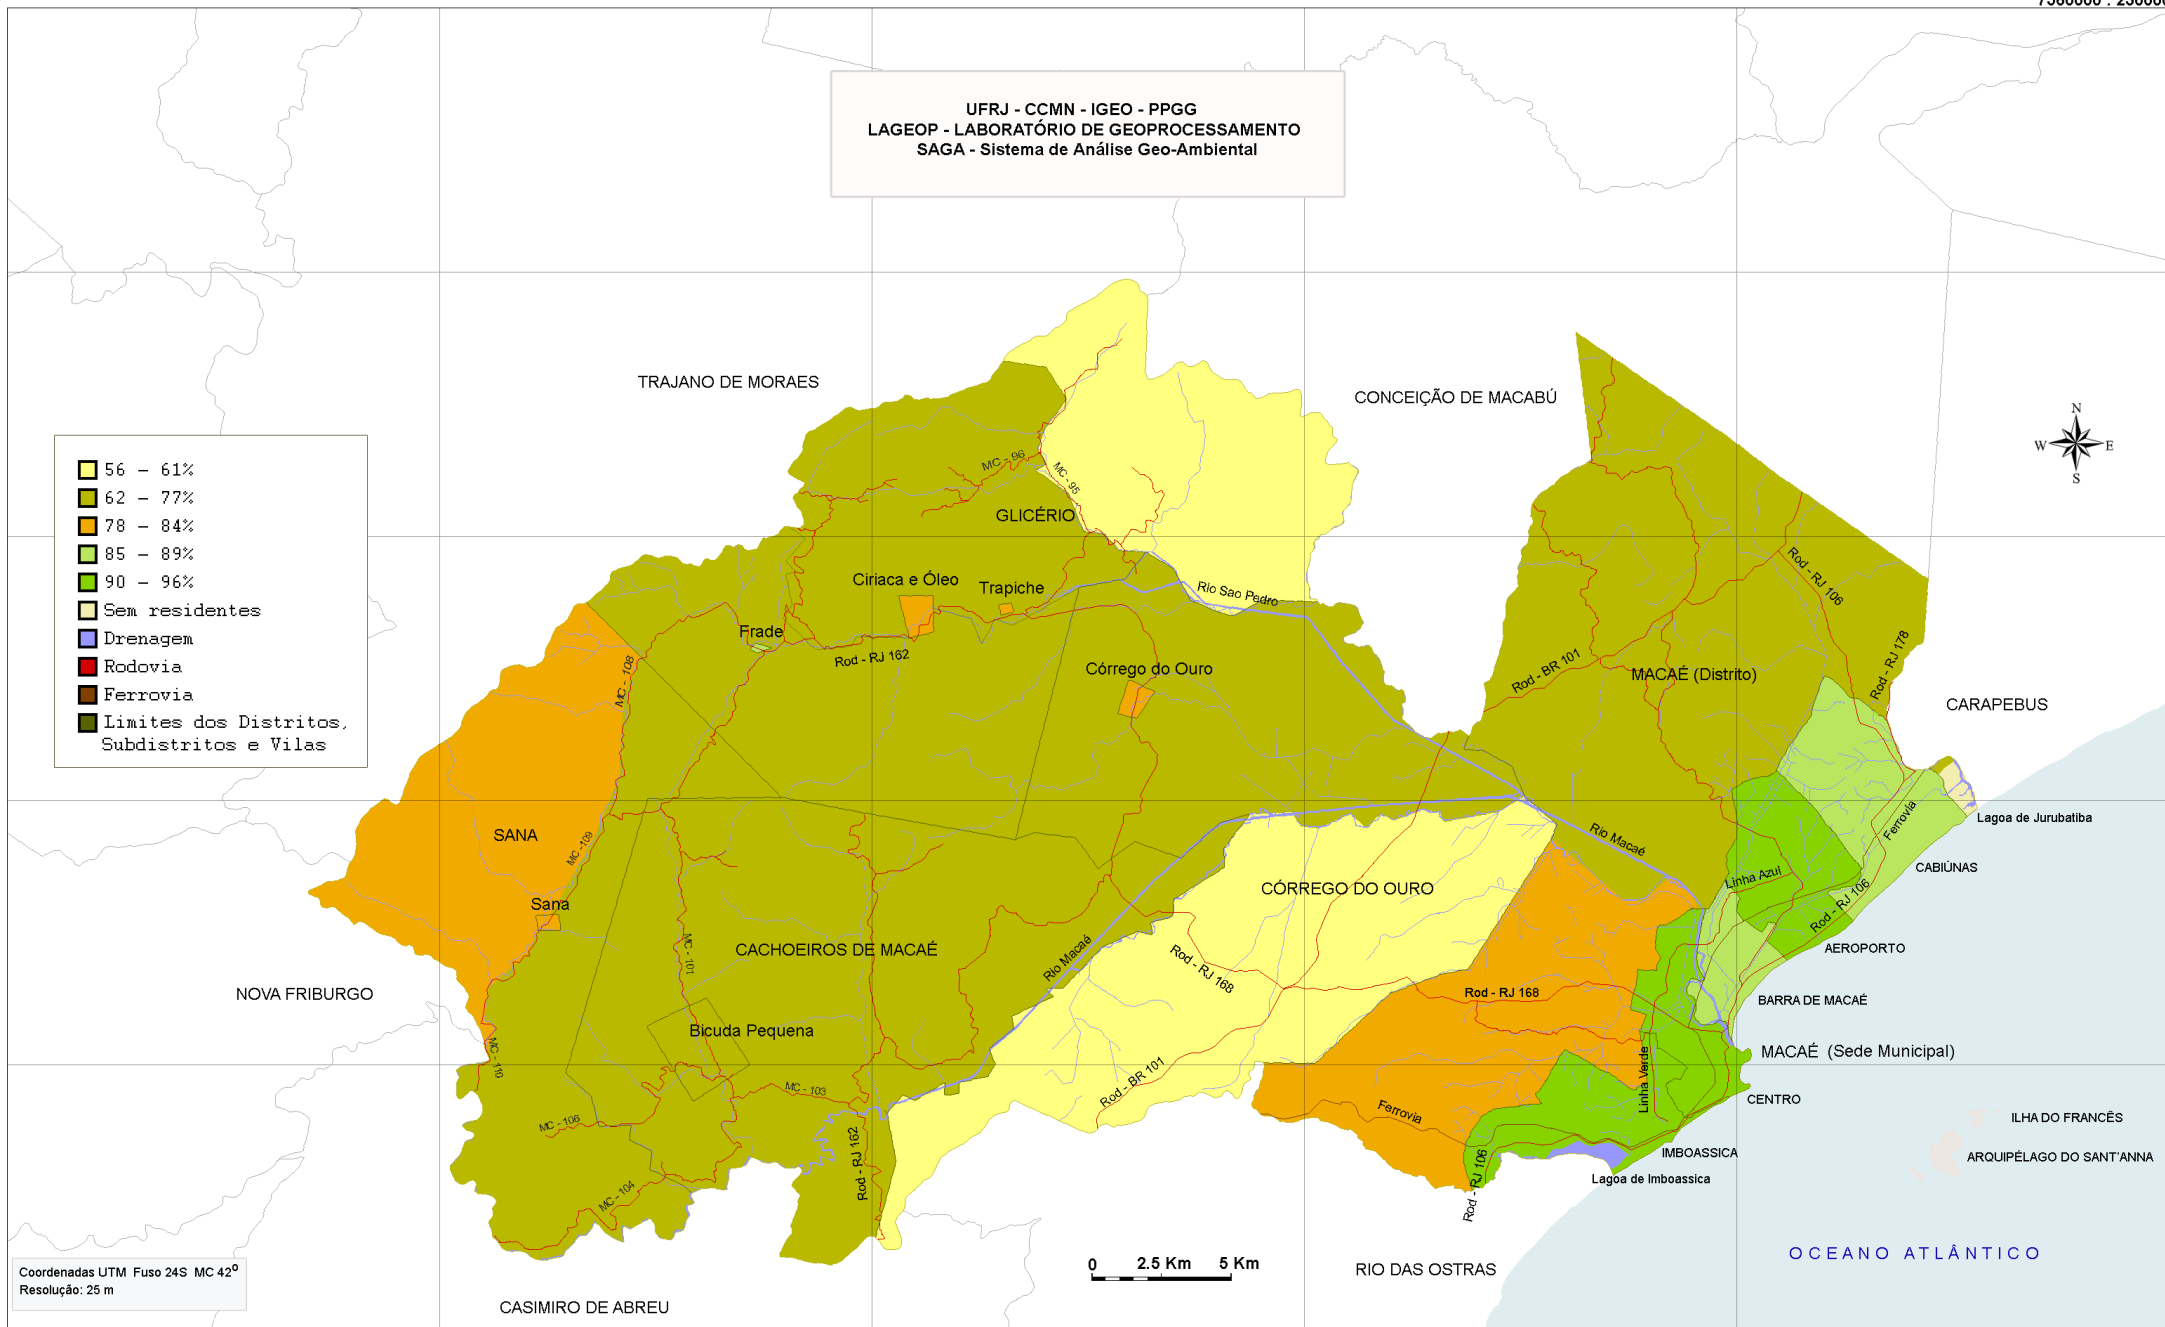 UFRJ - CCMN - IGEO - PPGG
LAGEOP - LABORATÓRIO DE GEOPROCESSAMENTO
SAGA - Sistema de Análise Geo-Ambiental
TRAJANO DE MORAES
CONCEIÇÃO DE MACABÚ
N
W
E
S
56 – 61%
62 – 77%
78 – 84%
85 – 89%
90 – 96%
Sem residentes
Drenagem
Rodovia
Ferrovia
Limites dos Distritos,
Subdistritos e Vilas
MC - 96
MC - 95
GLICÉRIO
Ciriaca e Óleo
Trapiche
Rio Sao Pedro
Rod - RJ 106
Frade
Rod - RJ 162
MC - 108
Córrego do Ouro
Rod - BR 101
MACAÉ (Distrito)
Rod - RJ 178
CARAPEBUS
SANA
MC - 109
Sana
Rio Macaé
Lagoa de Jurubatiba
Ferrovia
CABIÚNAS
Linha Azul
Rod - RJ 106
CÓRREGO DO OURO
CACHOEIROS DE MACAÉ
MC - 101
Rio Macaé
Rod - RJ 168
Rod - RJ 168
AEROPORTO
NOVA FRIBURGO
BARRA DE MACAÉ
Bicuda Pequena
MC - 110
MACAÉ (Sede Municipal)
MC - 103
Rod - BR 101
Linha Verde
CENTRO
MC - 106
Ferrovia
ILHA DO FRANCÊS
Rod - RJ 162
IMBOASSICA
ARQUIPÉLAGO DO SANT'ANNA
Rod - RJ 106
Lagoa de Imboassica
MC - 104
OCEANO ATLÂNTICO
0 2.5 Km 5 Km
RIO DAS OSTRAS
Coordenadas UTM Fuso 24S MC 42º
Resolução: 25 m
CASIMIRO DE ABREU